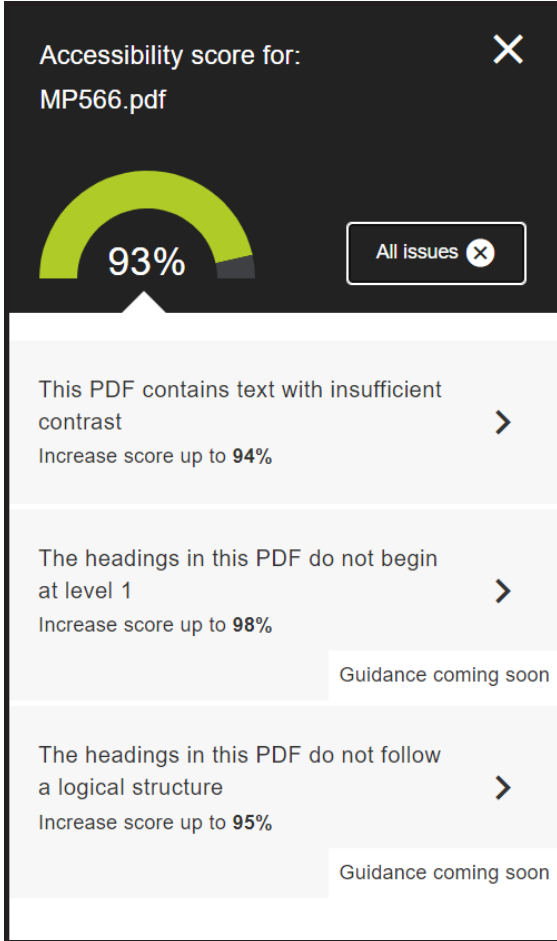 Accessibility score for:
MP566.pdf
93%
All issues
This PDF contains text with insufficient
contrast
Increase score up to 94%
The headings in this PDF do not begin
at level 1
Increase score up to 98%
Guidance coming soon
The headings in this PDF do not follow
a logical structure
Increase score up to 95%
Guidance coming soon